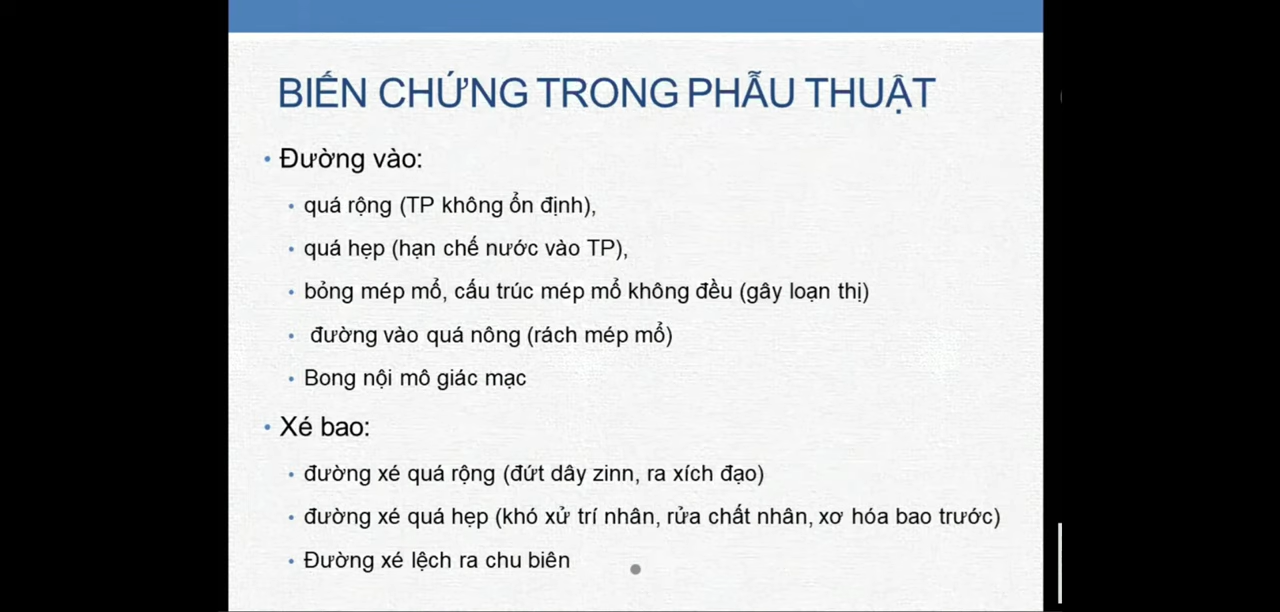 BIẾN CHỨNG TRONG PHẪU THUẬT
• Đường vào:
• quá rộng (TP không ổn định),
• quá hẹp (hạn chế nước vào TP),
• bỏng mép mổ, cấu trúc mép mổ không đều (gây loạn thị)
• đường vào quá nông (rách mép mổ)
• Bong nội mô giác mạc
• Xé bao:
• đường xé quá rộng (đứt dây zinn, ra xích đạo)
• đường xé quá hẹp (khó xử trí nhân, rửa chất nhân, xơ hóa bao trước)
• Đường xé lệch ra chu biên